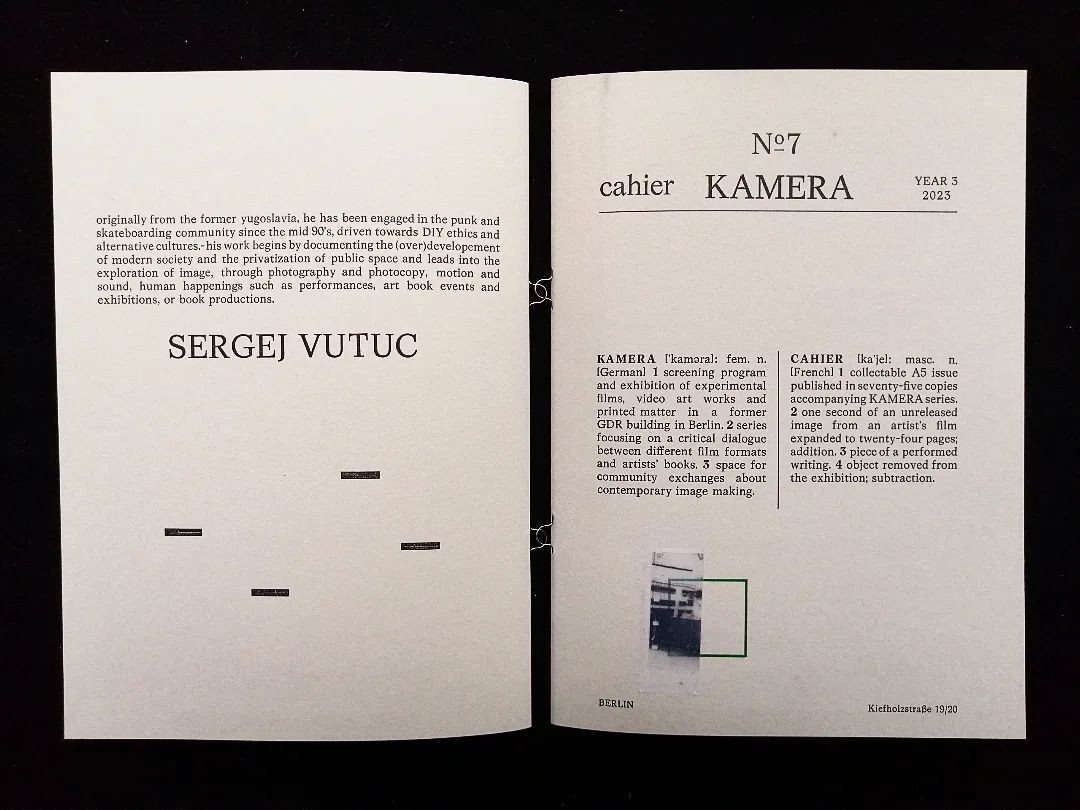 originally from the former yugoslavia, he has been engaged in the punk and
skateboarding community since the mid 90's, driven towards DIY ethics and
alternative cultures.- his work begins by documenting the (over)developement
of modern society and the privatization of public space and leads into the
exploration of image, through photography and photocopy, motion and
sound, human happenings such as performances, art book events and
exhibitions, or book productions.
SERGEJ VUTUC
Nº7
cahier KAMERA YEAR 3
2023
KAMERA ['kaməra]: fem. n.
[German] 1 screening program
and exhibition of experimental
films, video art works and
printed matter in a former
GDR building in Berlin. 2 series
focusing on a critical dialogue
between different film formats
and artists' books. 3 space for
community exchanges about
contemporary image making.
CAHIER [ka'je]: masc. n.
[French] 1 collectable A5 issue
published in seventy-five copies
accompanying KAMERA series.
2 one second of an unreleased
image from an artist's film
expanded to twenty-four pages;
addition. 3 piece of a performed
writing. 4 object removed from
the exhibition; subtraction.
BERLIN
Kiefholzstraße 19/20